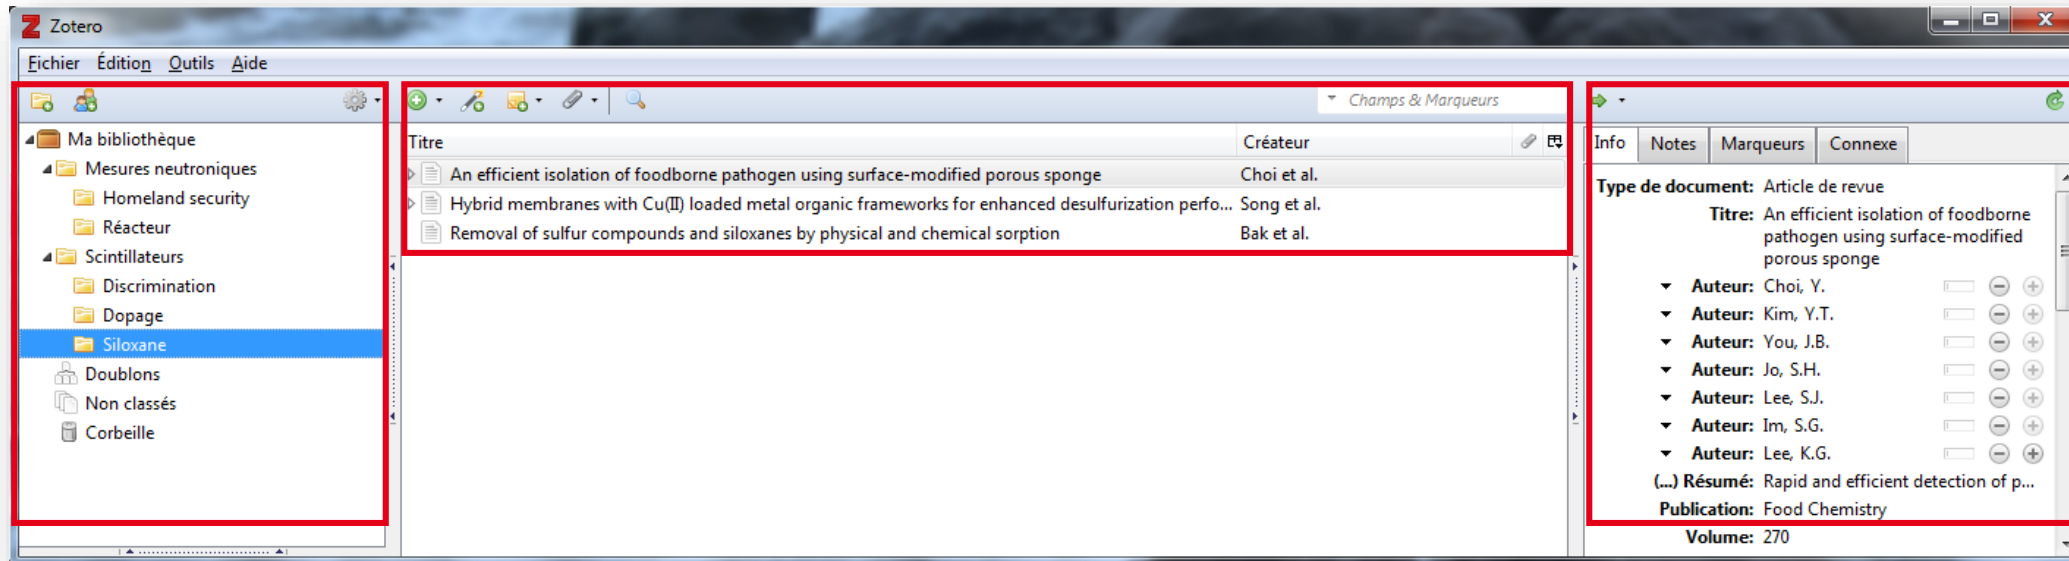 Zotero
Fichier Édition Outils Aide
Champs & Marqueurs
Ma bibliothèque
Mesures neutroniques
Homeland security
Réacteur
Scintillateurs
Discrimination
Dopage
Siloxane
Doublons
Non classés
Corbeille
Titre Créateur
An efficient isolation of foodborne pathogen using surface-modified porous sponge Choi et al.
Hybrid membranes with Cu(II) loaded metal organic frameworks for enhanced desulfurization perfo... Song et al.
Removal of sulfur compounds and siloxanes by physical and chemical sorption Bak et al.
Info Notes Marqueurs Connexe
Type de document: Article de revue
Titre: An efficient isolation of foodborne
pathogen using surface-modified
porous sponge
Auteur: Choi, Y.
Auteur: Kim, Y.T.
Auteur: You, J.B.
Auteur: Jo, S.H.
Auteur: Lee, S.J.
Auteur: Im, S.G.
Auteur: Lee, K.G.
(...) Résumé: Rapid and efficient detection of p...
Publication: Food Chemistry
Volume: 270